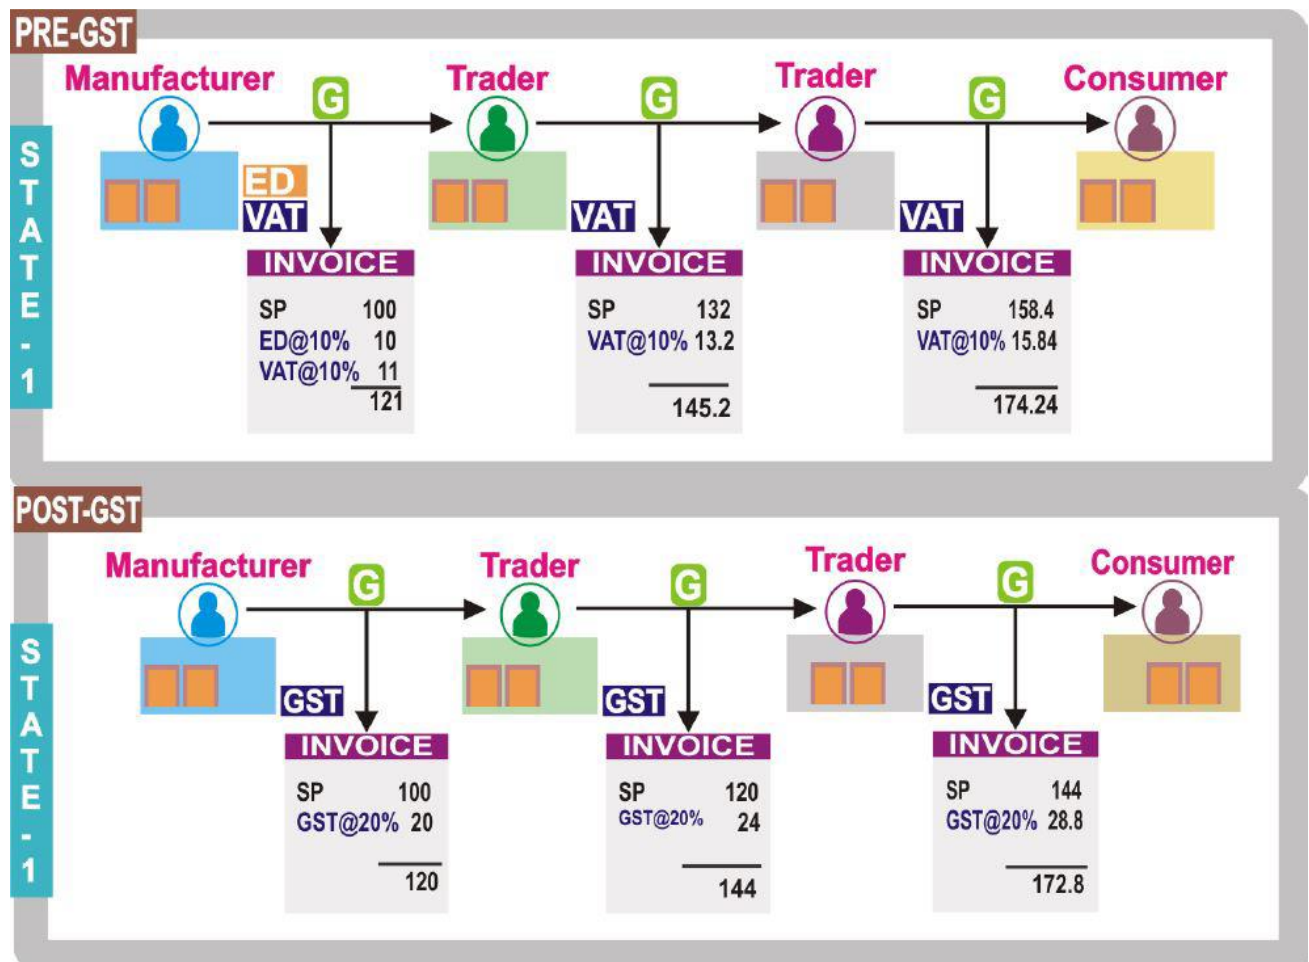 PRE-GST
Manufacturer
G
Trader
G
Trader
G
Consumer
STATE-1
ED
VAT
VAT
VAT
INVOICE
SP 100
ED@10% 10
VAT@10% 11
121
INVOICE
SP 132
VAT@10% 13.2
145.2
INVOICE
SP 158.4
VAT@10% 15.84
174.24
POST-GST
Manufacturer
G
Trader
G
Trader
G
Consumer
STATE-1
GST
GST
GST
INVOICE
SP 100
GST@20% 20
120
INVOICE
SP 120
GST@20% 24
144
INVOICE
SP 144
GST@20% 28.8
172.8